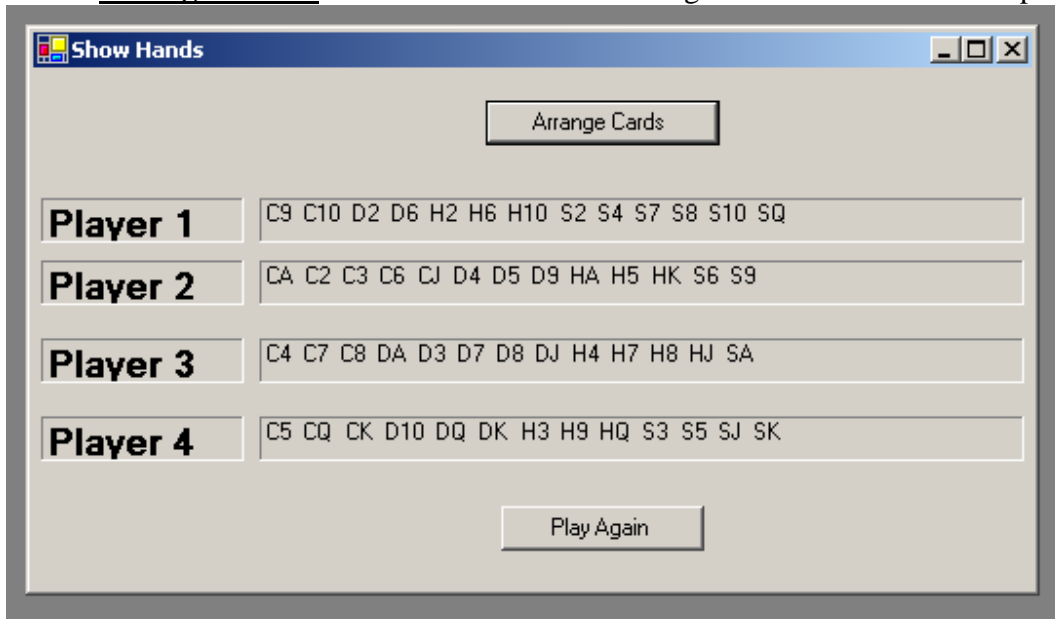 Show Hands
Arrange Cards
Player 1 C9 C10 D2 D6 H2 H6 H10 S2 S4 S7 S8 S10 SQ
Player 2 CA C2 C3 C6 CJ D4 D5 D9 HA H5 HK S6 S9
Player 3 C4 C7 C8 DA D3 D7 D8 DJ H4 H7 H8 HJ SA
Player 4 C5 CQ CK D10 DQ DK H3 H9 HQ S3 S5 SJ SK
Play Again